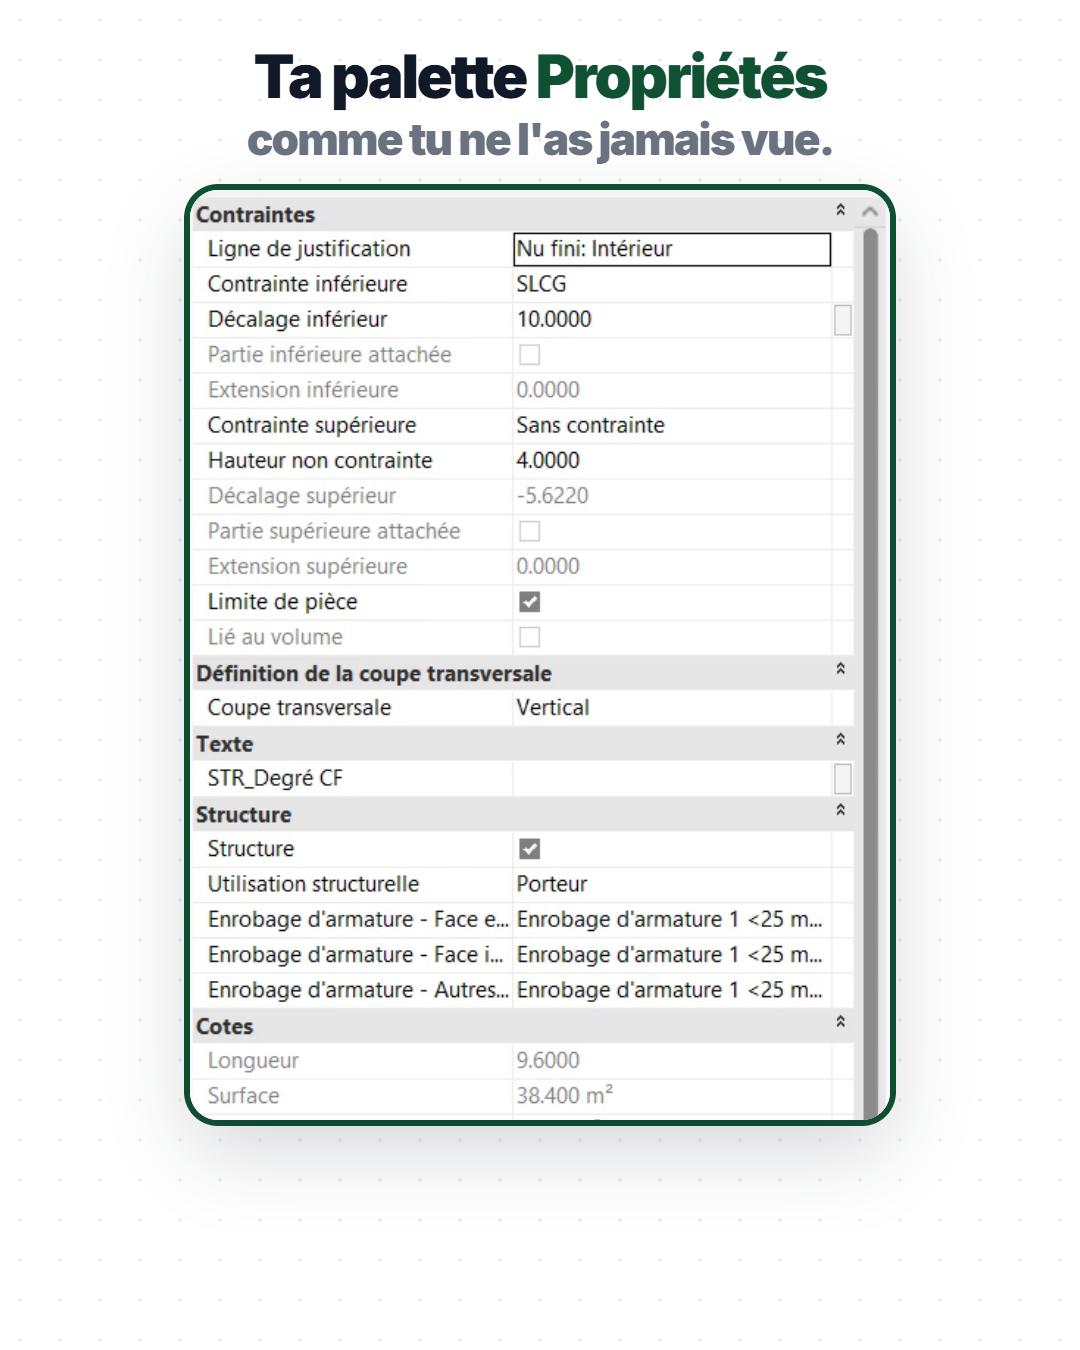 Ta palette Propriétés
comme tu ne l'as jamais vue.
Contraintes
Ligne de justification Nu fini: Intérieur
Contrainte inférieure SLCG
Décalage inférieur 10.0000
Partie inférieure attachée
Extension inférieure 0.0000
Contrainte supérieure Sans contrainte
Hauteur non contrainte 4.0000
Décalage supérieur -5.6220
Partie supérieure attachée
Extension supérieure 0.0000
Limite de pièce
Lié au volume
Définition de la coupe transversale
Coupe transversale Vertical
Texte
STR_Degré CF
Structure
Structure
Utilisation structurelle Porteur
Enrobage d'armature - Face e... Enrobage d'armature 1 <25 m...
Enrobage d'armature - Face i... Enrobage d'armature 1 <25 m...
Enrobage d'armature - Autres... Enrobage d'armature 1 <25 m...
Cotes
Longueur 9.6000
Surface 38.400 m²